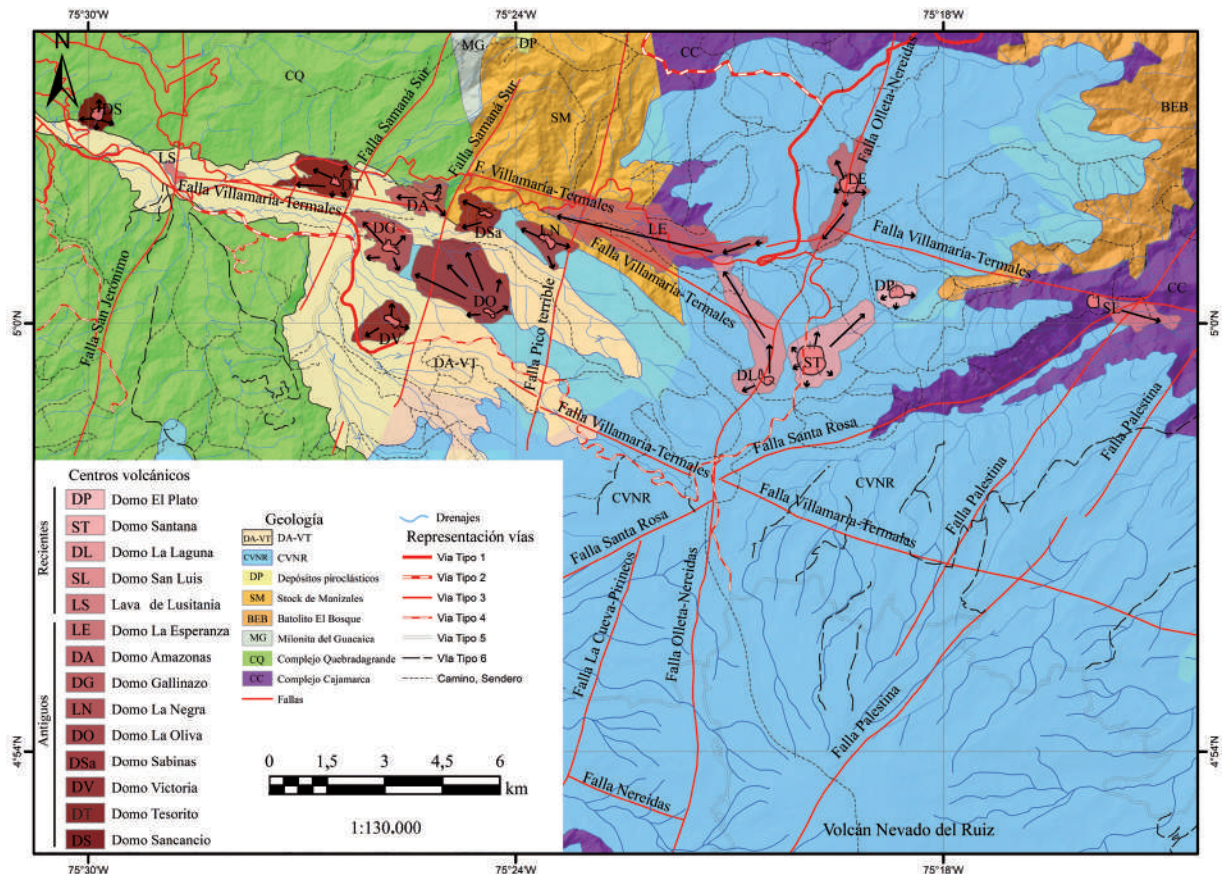 75°30'W
75°24'W
75°18'W
N
MG
DP
CC
CQ
BEB
DS
SM
Falla Samaná Sur
Falla Samaná Sur
Falla Olleta-Nereidas
LS
F. Villamaría-Termales
DE
DT
Falla Villamaría-Termales
DA
DSa
DG
LN
LE
Falla Villamaría-Termales
Falla Villamaría-Termales
DO
DP
CC
SL
5°0'N
5°0'N
Falla San Jerónimo
DV
Falla Pico terrible
DA-VT
DL
ST
Falla Villamaría-Termales
Falla Santa Rosa
Falla Palestina
Falla Palestina
CVNR
CVNR
Falla Villamaría-Termales
Falla Santa Rosa
Falla La Cueva-Pirineos
Falla Olleta-Nereidas
Falla Palestina
4°54'N
4°54'N
Falla Nereidas
Volcán Nevado del Ruiz
Centros volcánicos
Recientes
DP Domo El Plato
ST Domo Santana
DL Domo La Laguna
SL Domo San Luis
LS Lava de Lusitania
Antiguos
LE Domo La Esperanza
DA Domo Amazonas
DG Domo Gallinazo
LN Domo La Negra
DO Domo La Oliva
DSa Domo Sabinas
DV Domo Victoria
DT Domo Tesorito
DS Domo Sancancio
Geología
DA-VT DA-VT
CVNR CVNR
DP Depósitos piroclásticos
SM Stock de Manizales
BEB Batolito El Bosque
MG Milonita del Guacaica
CQ Complejo Quebradagrande
CC Complejo Cajamarca
Fallas
Drenajes
Representación vías
Vía Tipo 1
Vía Tipo 2
Vía Tipo 3
Vía Tipo 4
Vía Tipo 5
VIa Tipo 6
Camino, Sendero
0 1,5 3 4,5 6
km
1:130.000
75°30'W
75°24'W
75°18'W